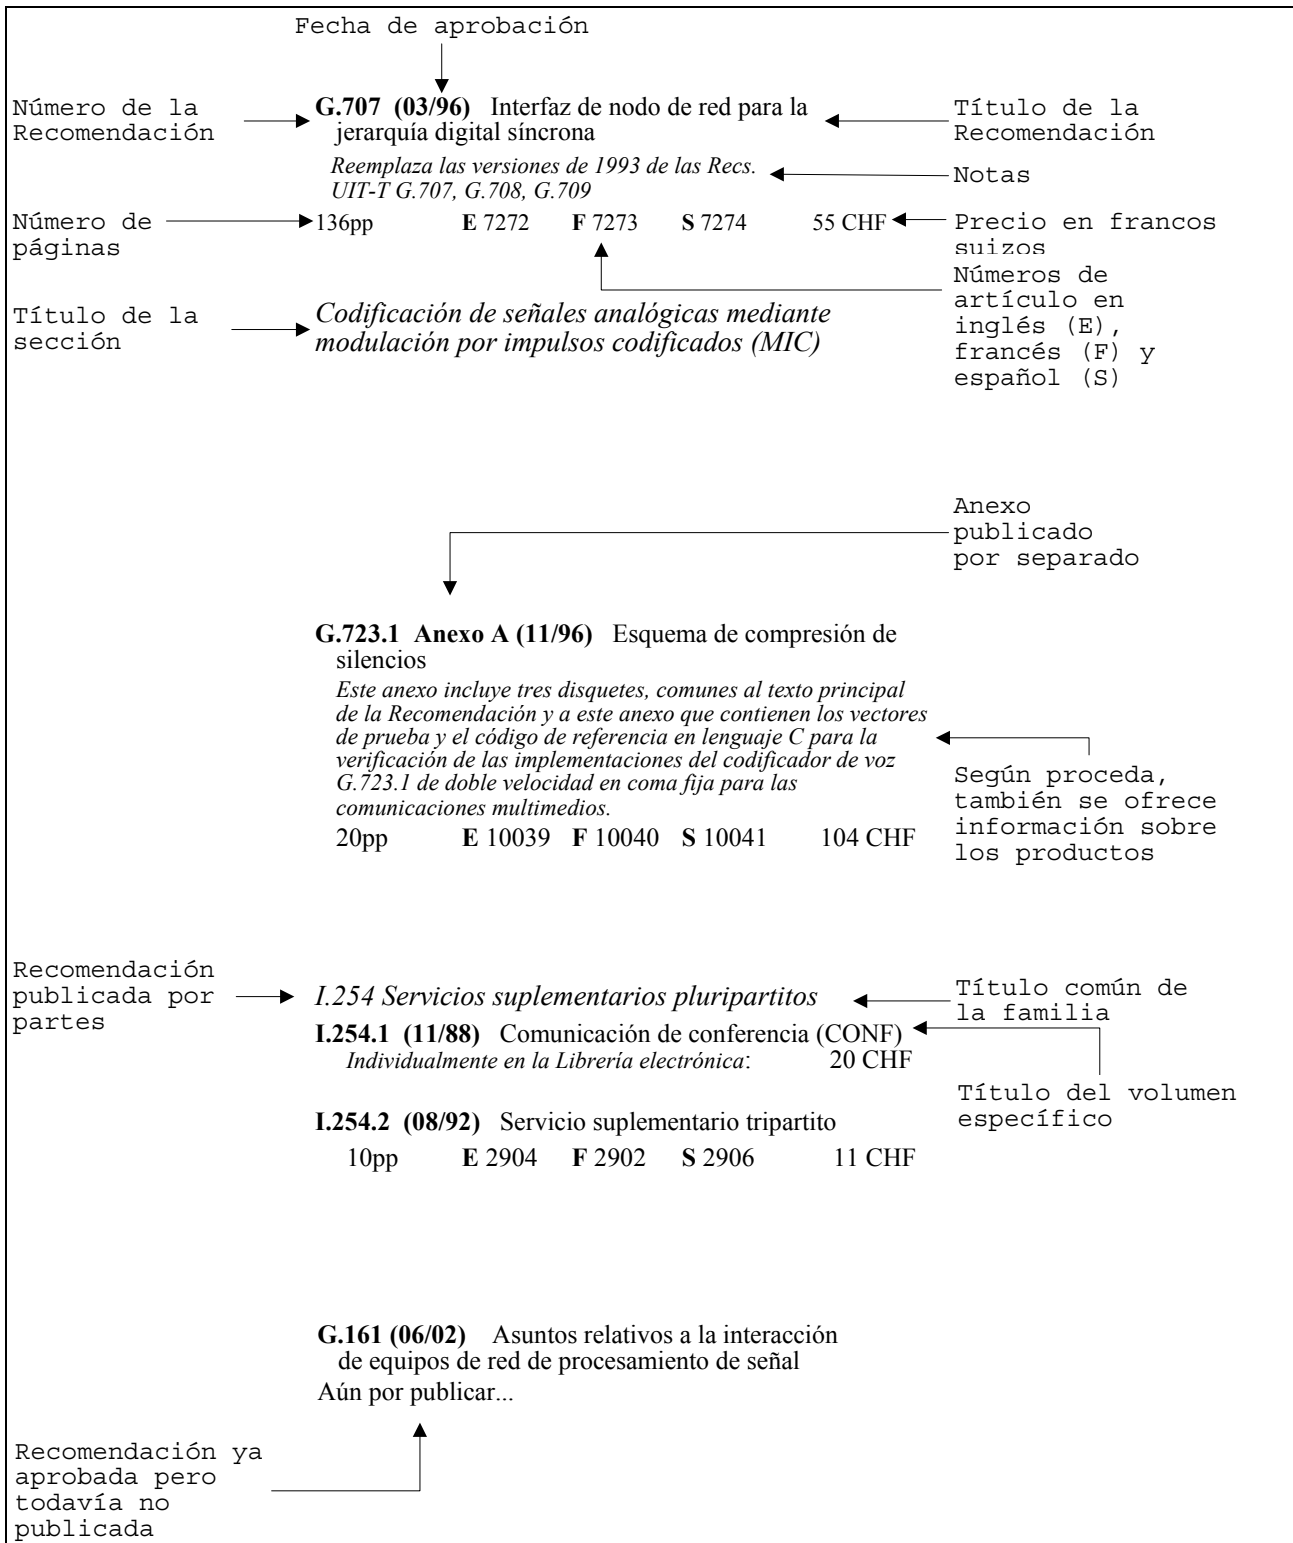 Fecha de aprobación
Número de la
Recomendación
G.707 (03/96) Interfaz de nodo de red para la
jerarquía digital síncrona
Título de la
Recomendación
Reemplaza las versiones de 1993 de las Recs.
UIT-T G.707, G.708, G.709
Notas
Número de
páginas
136pp E 7272 F 7273 S 7274 55 CHF
Precio en francos
suizos
Números de
artículo en
inglés (E),
francés (F) y
español (S)
Título de la
sección
Codificación de señales analógicas mediante
modulación por impulsos codificados (MIC)
Anexo
publicado
por separado
G.723.1 Anexo A (11/96) Esquema de compresión de
silencios
Este anexo incluye tres disquetes, comunes al texto principal
de la Recomendación y a este anexo que contienen los vectores
de prueba y el código de referencia en lenguaje C para la
verificación de las implementaciones del codificador de voz
G.723.1 de doble velocidad en coma fija para las
comunicaciones multimedios.
20pp E 10039 F 10040 S 10041 104 CHF
Según proceda,
también se ofrece
información sobre
los productos
Recomendación
publicada por
partes
I.254 Servicios suplementarios pluripartitos
Título común de
la familia
I.254.1 (11/88) Comunicación de conferencia (CONF)
Individualmente en la Librería electrónica: 20 CHF
Título del volumen
específico
I.254.2 (08/92) Servicio suplementario tripartito
10pp E 2904 F 2902 S 2906 11 CHF
G.161 (06/02) Asuntos relativos a la interacción
de equipos de red de procesamiento de señal
Aún por publicar...
Recomendación ya
aprobada pero
todavía no
publicada